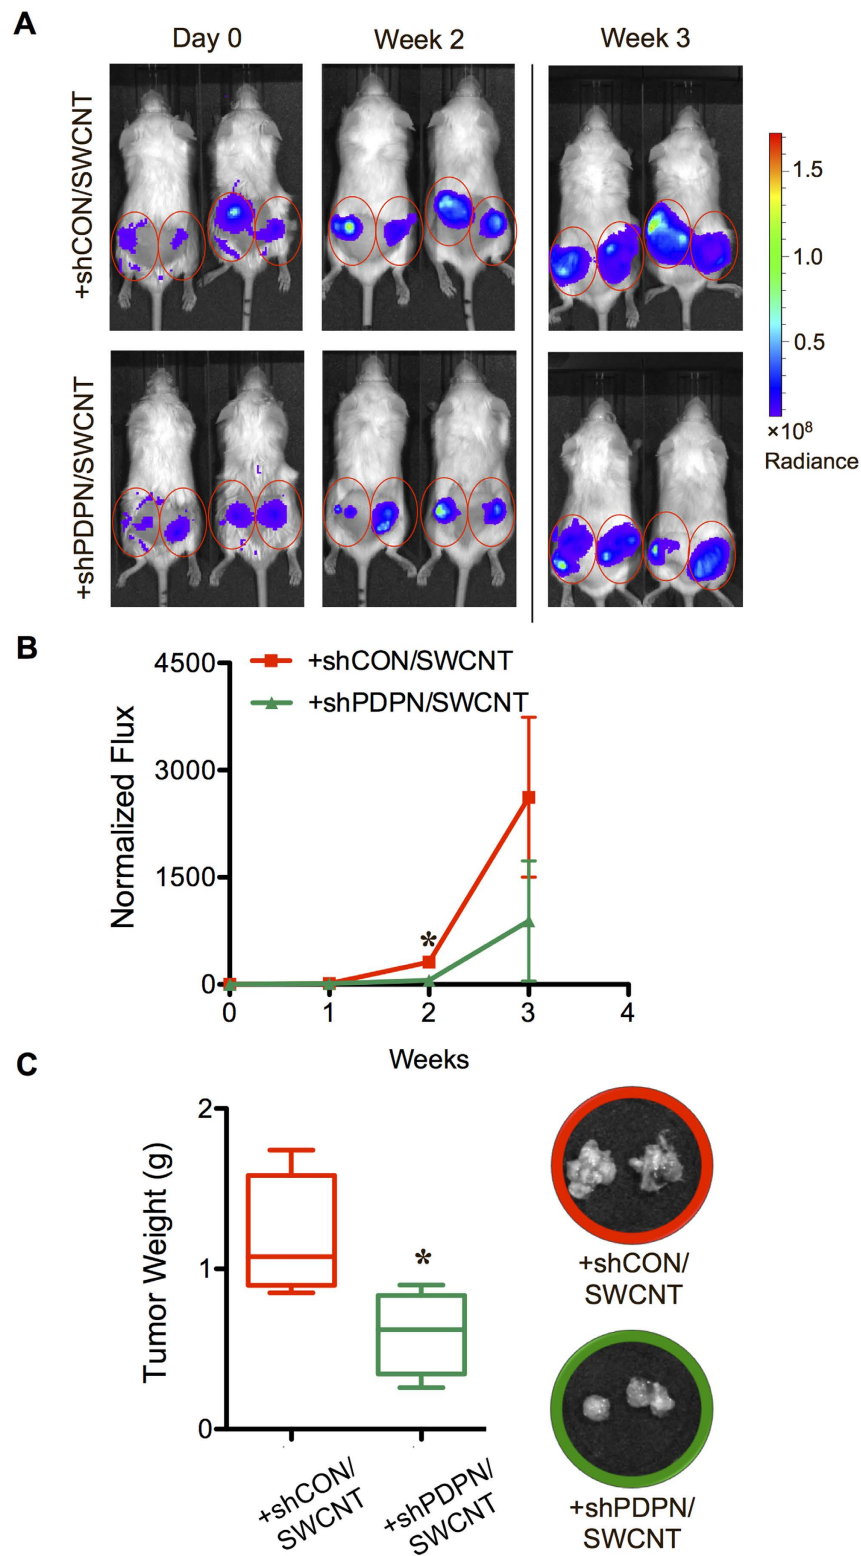 A
Day 0
Week 2
Week 3
+shCON/SWCNT
+shPDPN/SWCNT
1.5
1.0
0.5
×10⁸
Radiance
B
+shCON/SWCNT
+shPDPN/SWCNT
Normalized Flux
4500
3000
1500
0
*
0 1 2 3 4
Weeks
C
Tumor Weight (g)
2
1
0
*
+shCON/
SWCNT
+shPDPN/
SWCNT
+shCON/
SWCNT
+shPDPN/
SWCNT